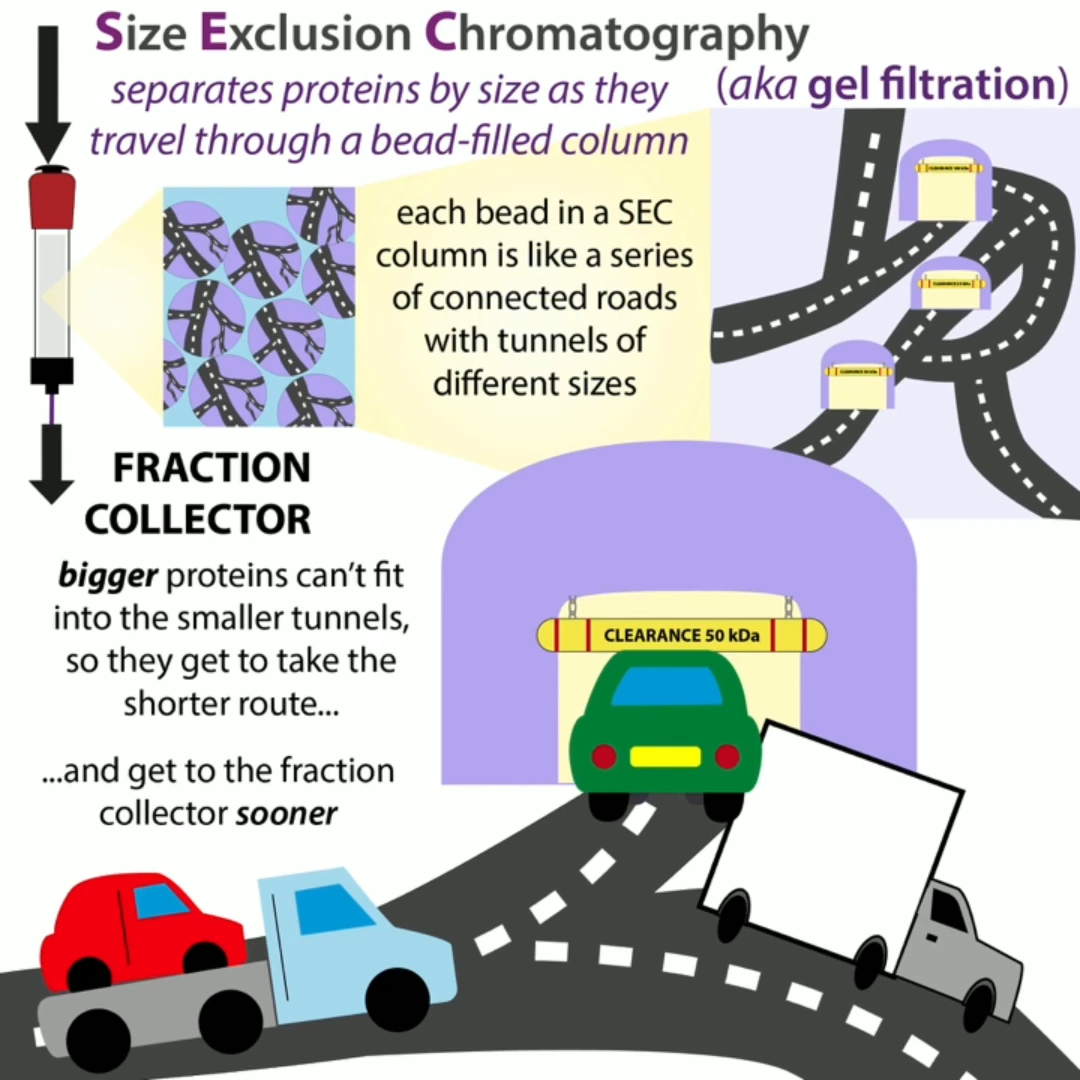 Size Exclusion Chromatography
separates proteins by size as they
travel through a bead-filled column
(aka gel filtration)
each bead in a SEC
column is like a series
of connected roads
with tunnels of
different sizes
FRACTION
COLLECTOR
bigger proteins can't fit
into the smaller tunnels,
so they get to take the
shorter route...
...and get to the fraction
collector sooner
CLEARANCE 50 kDa